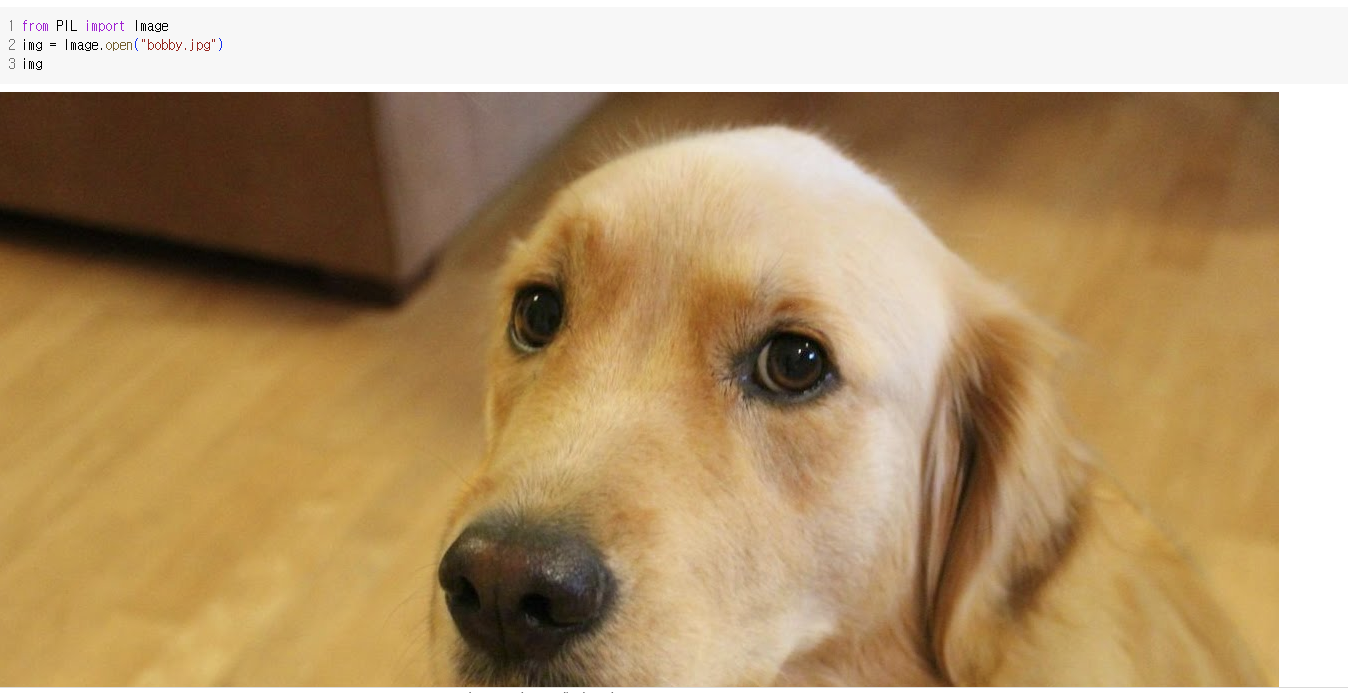 1 from PIL import Image
2 img = Image.open("bobby.jpg")
3 img